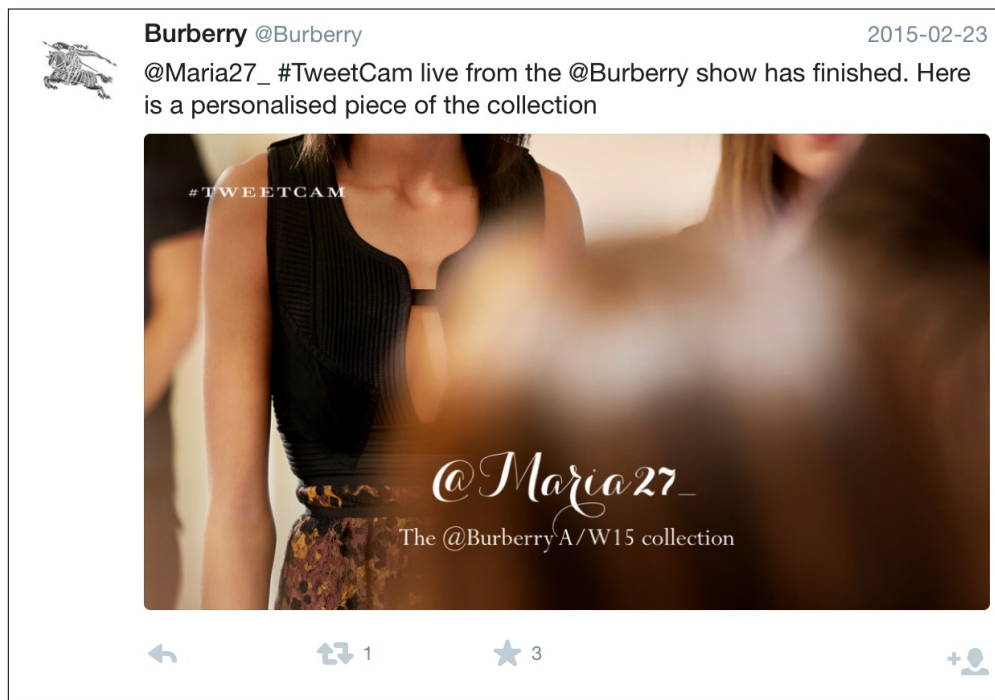 Burberry @Burberry 2015-02-23
@Maria27_ #TweetCam live from the @Burberry show has finished. Here
is a personalised piece of the collection
#TWEETCAM
@Maria27_
The @Burberry A/W15 collection
1 3